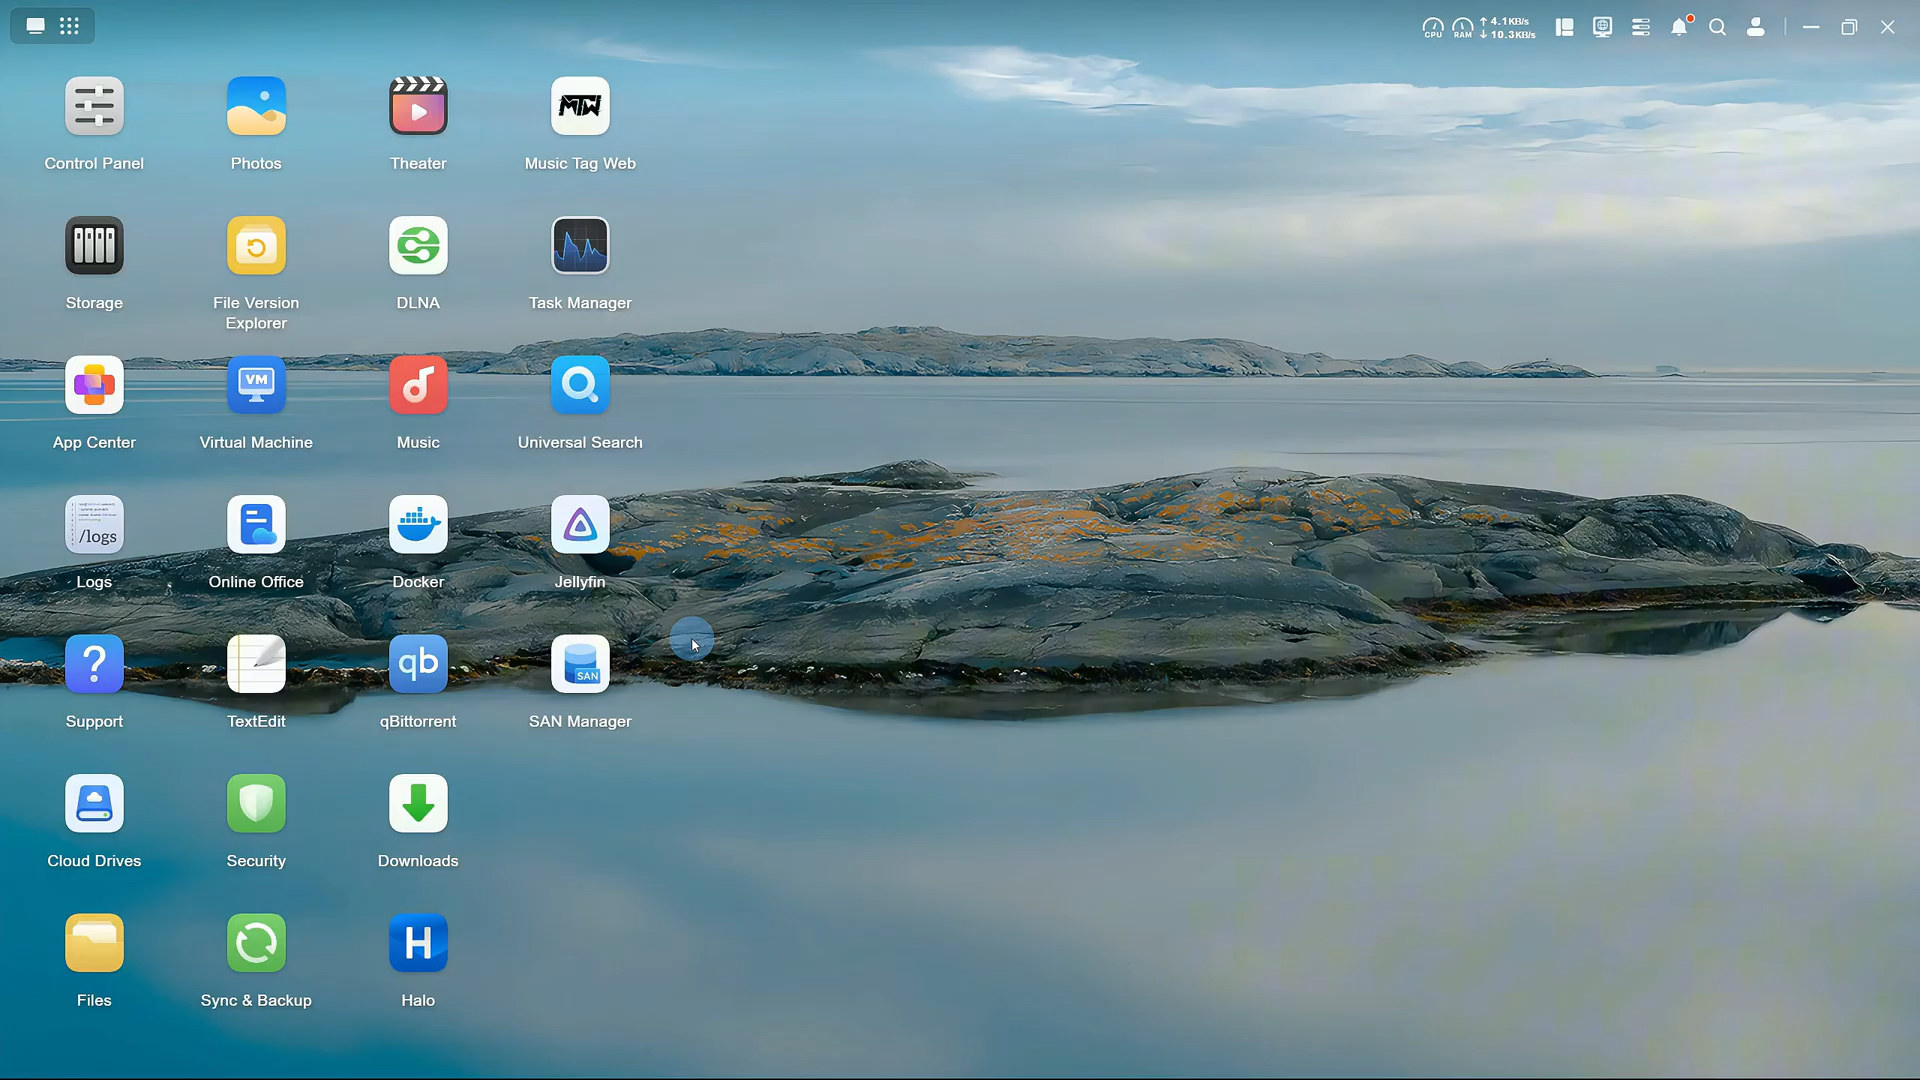 CPU
RAM
4.1KB/s
10.3KB/s
Control Panel
Photos
Theater
MTW
Music Tag Web
Storage
File Version
Explorer
DLNA
Task Manager
App Center
VM
Virtual Machine
Music
Universal Search
/logs
Logs
Online Office
Docker
Jellyfin
?
Support
TextEdit
qb
qBittorrent
SAN
SAN Manager
Cloud Drives
Security
Downloads
Files
Sync & Backup
H
Halo